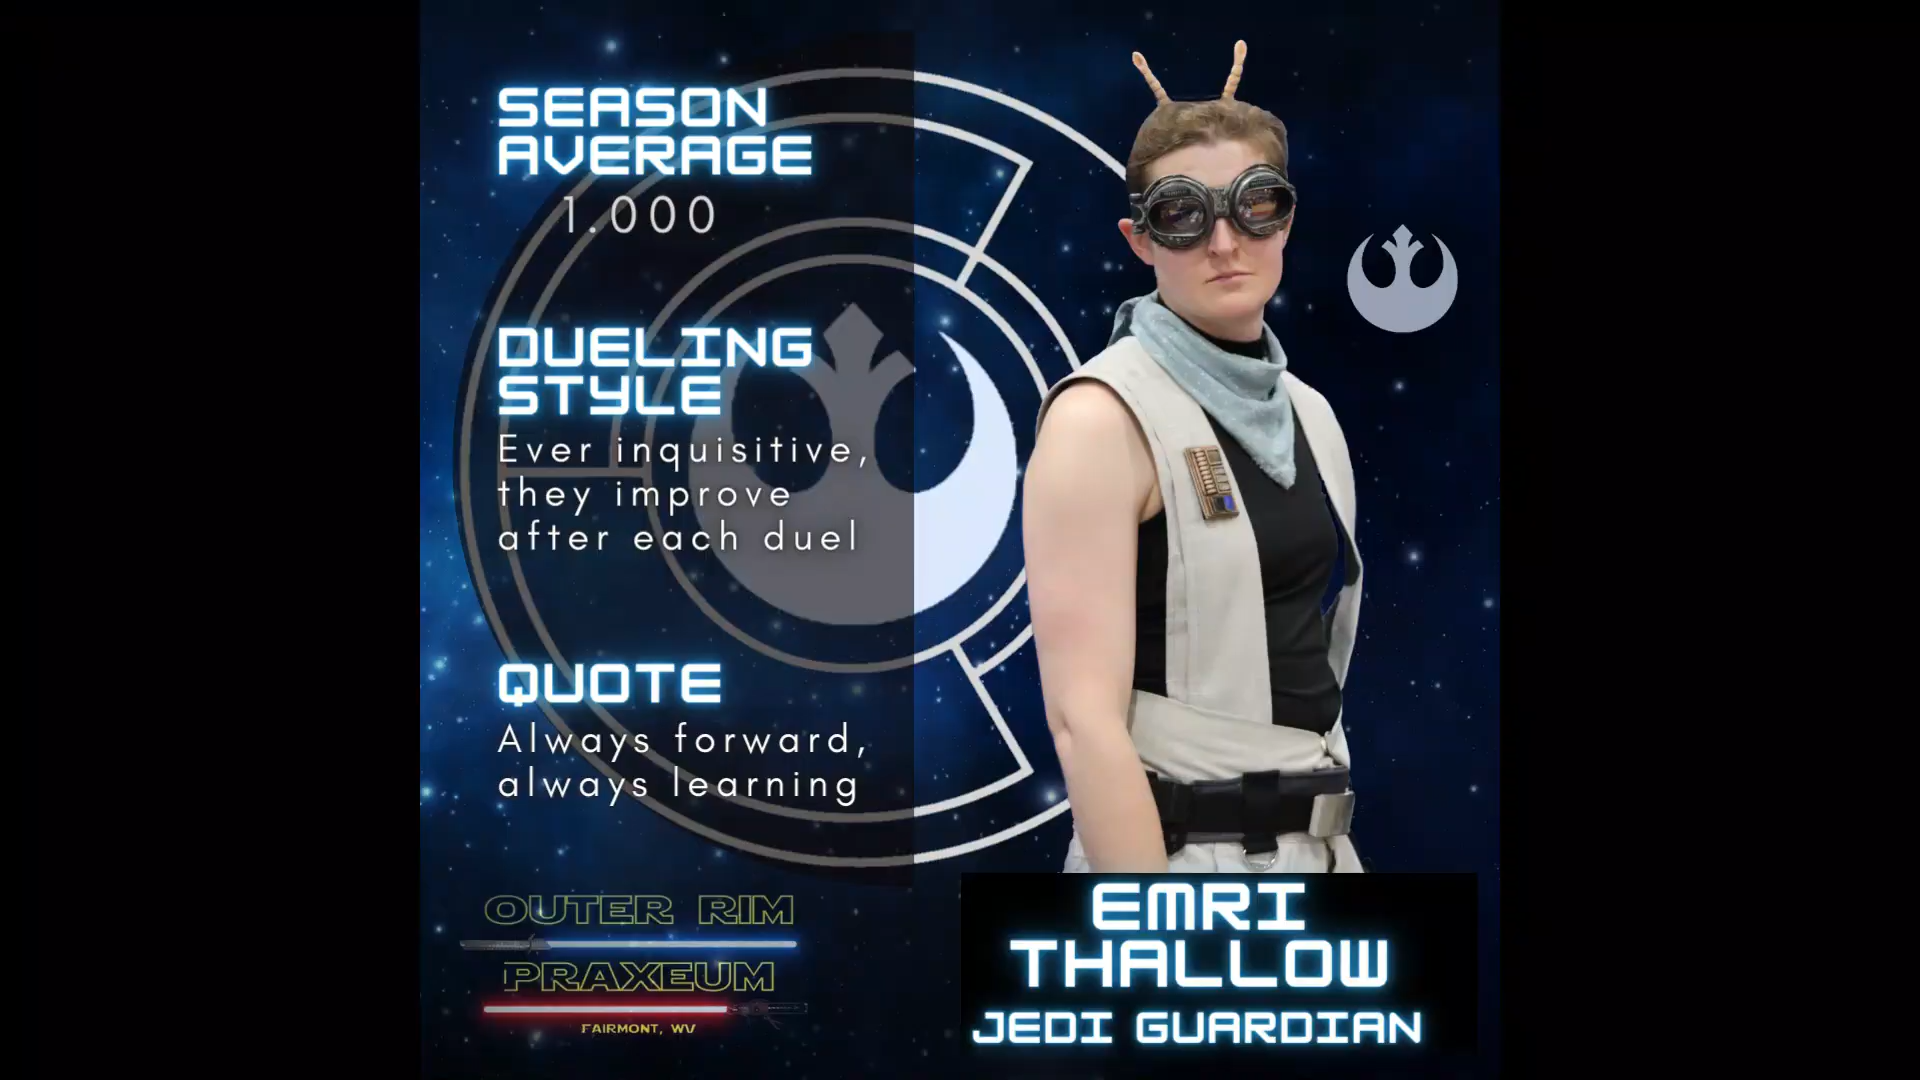 SEASON
AVERAGE
1.000
DUELING
STYLE
Ever inquisitive,
they improve
after each duel
QUOTE
Always forward,
always learning
OUTER RIM
PRAXEUM
FAIRMONT, WV
EMRI
THALLOW
JEDI GUARDIAN